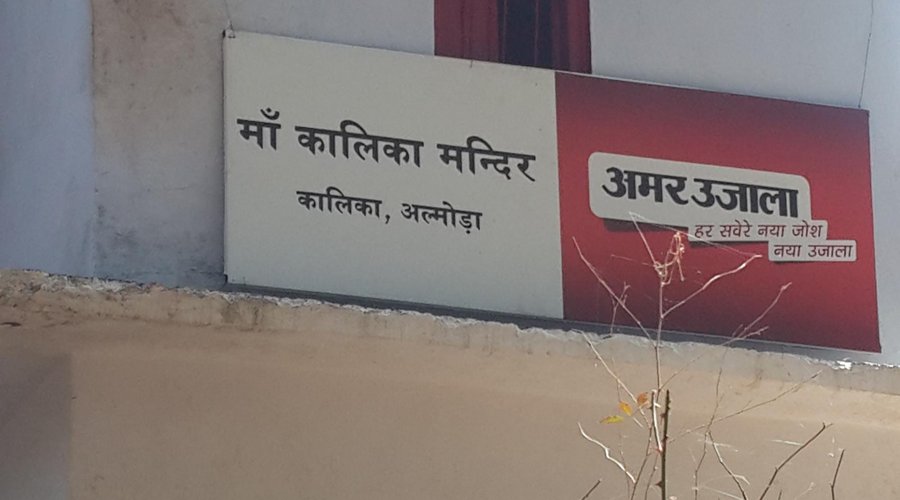 माँ कालिका मन्दिर
कालिका, अल्मोड़ा
अमर उजाला
हर सवेरे नया जोश
नया उजाला